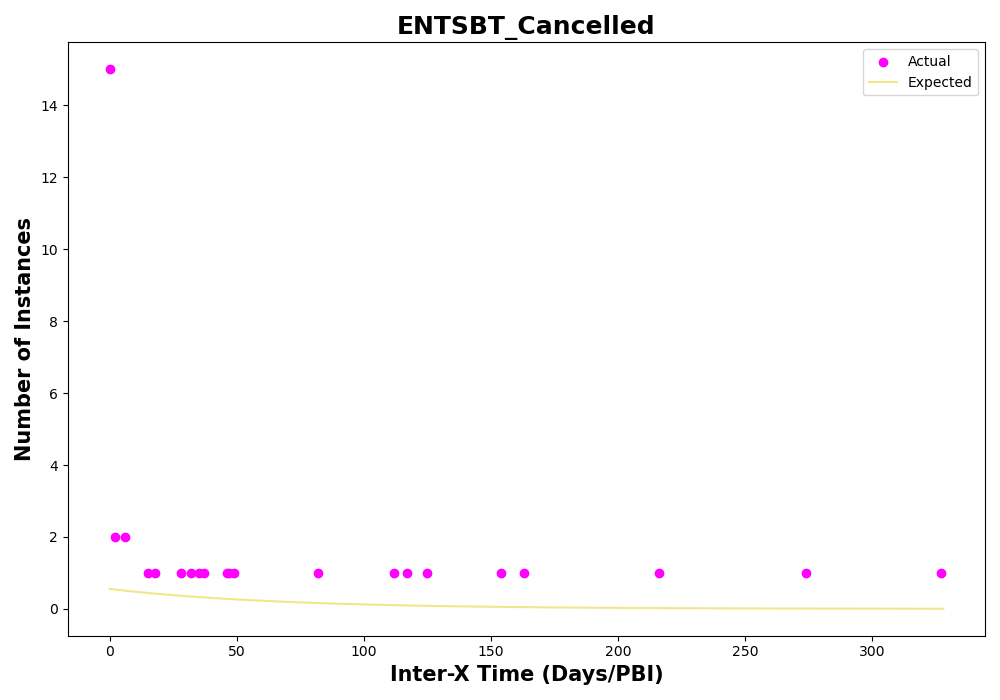 ENTSBT_Cancelled
Actual
Expected
Number of Instances
14
12
10
8
6
4
2
0
0 50 100 150 200 250 300
Inter-X Time (Days/PBI)